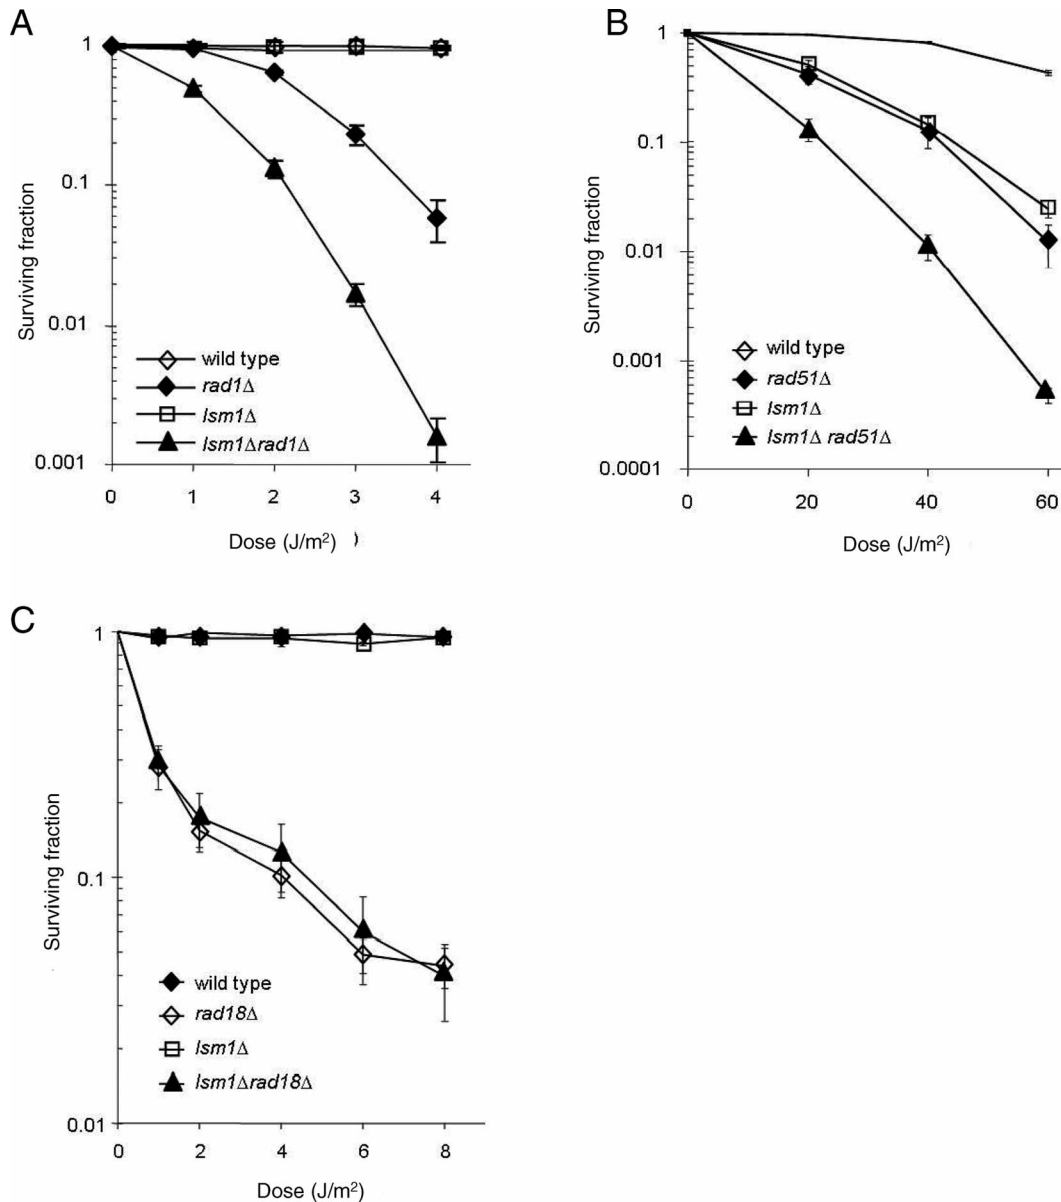 A
1
0.1
0.01
0.001
Surviving fraction
wild type
rad1Δ
lsm1Δ
lsm1Δrad1Δ
0 1 2 3 4
Dose (J/m²) )
B
1
0.1
0.01
0.001
0.0001
Surviving fraction
wild type
rad51Δ
lsm1Δ
lsm1Δ rad51Δ
0 20 40 60
Dose (J/m²)
C
1
0.1
0.01
Surviving fraction
wild type
rad18Δ
lsm1Δ
lsm1Δrad18Δ
0 2 4 6 8
Dose (J/m²)